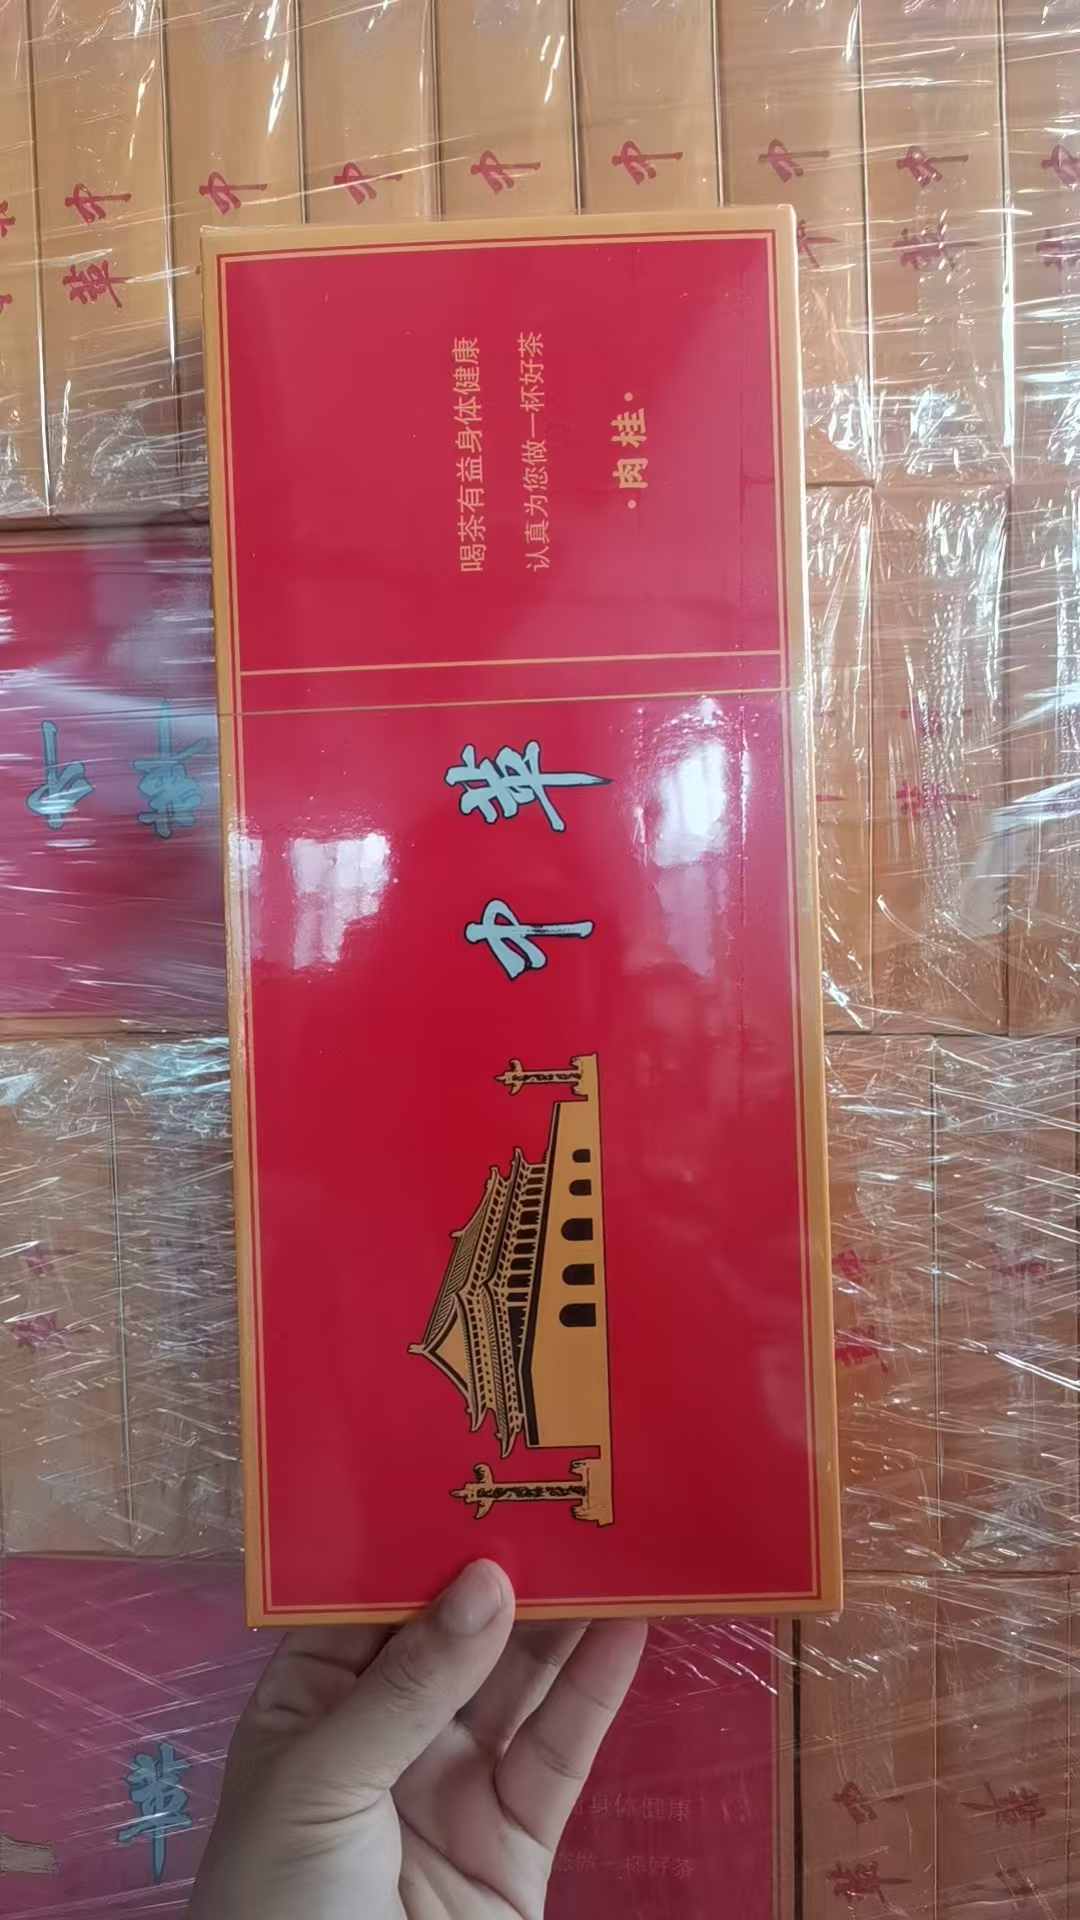 巾華
喝茶有益身体健康
认真为您做一杯好茶
·肉桂·